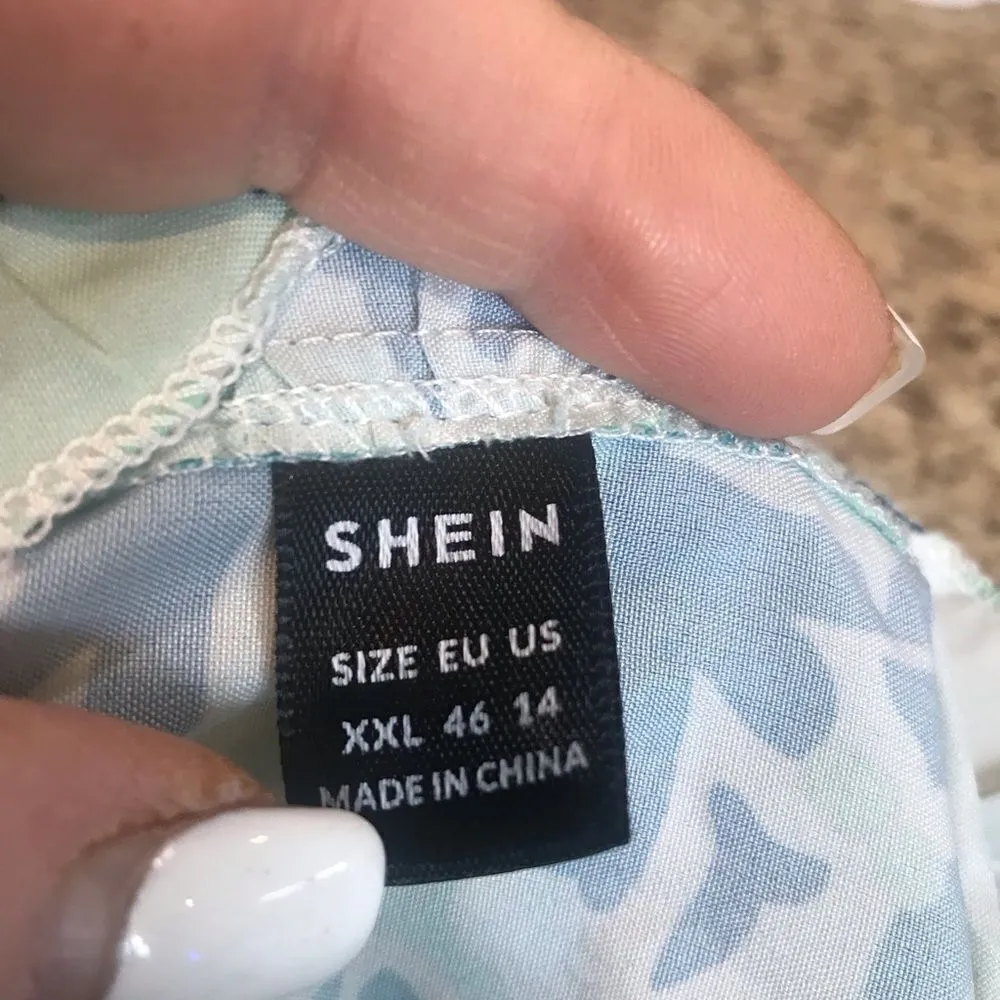 SHEIN
SIZE EU US
XXL 46 14
MADE IN CHINA